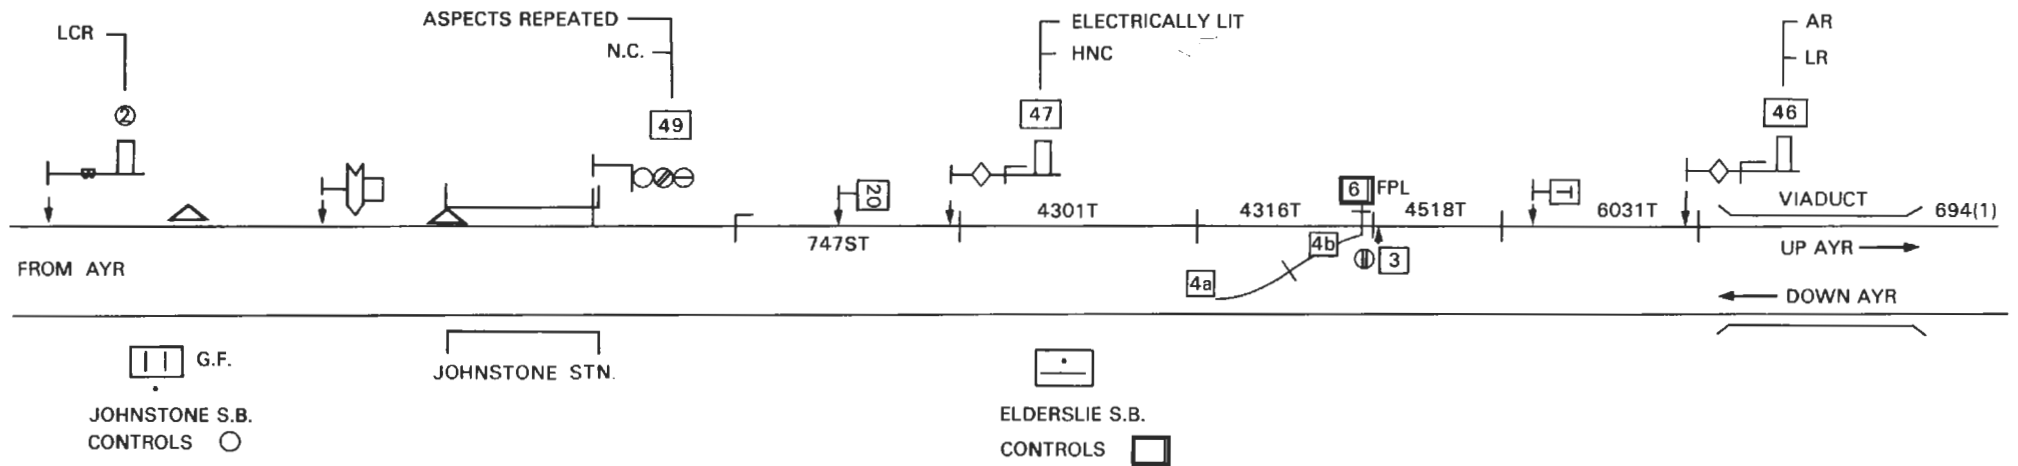 LCR
ASPECTS REPEATED
N.C.
ELECTRICALLY LIT
HNC
AR
LR
2
49
47
46
20
6 FPL
T
4301T
4316T
4518T
6031T
VIADUCT
694(1)
747ST
4b
3
4a
FROM AYR
UP AYR
DOWN AYR
G.F.
JOHNSTONE STN.
JOHNSTONE S.B.
CONTROLS
ELDERSLIE S.B.
CONTROLS